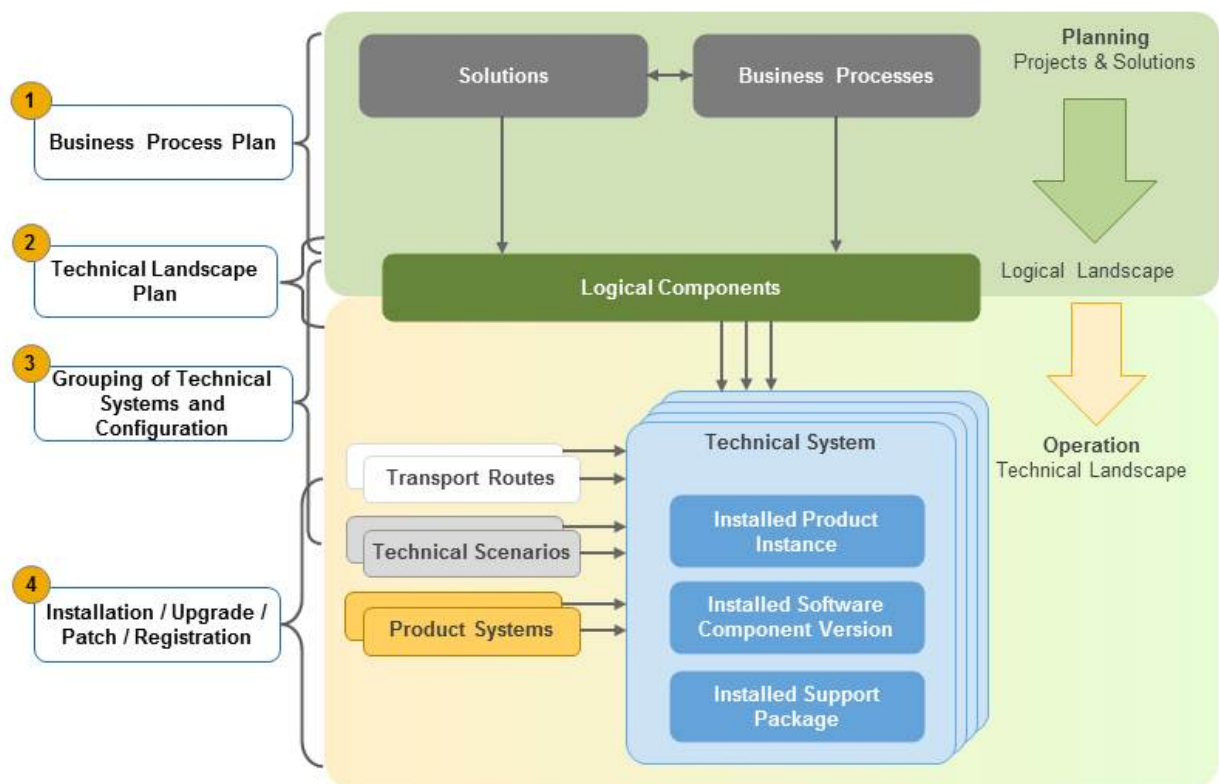 Solutions
Business Processes
Planning
Projects & Solutions
1
Business Process Plan
2
Technical Landscape
Plan
Logical Components
Logical Landscape
3
Grouping of Technical
Systems and
Configuration
Transport Routes
Technical System
Operation
Technical Landscape
Technical Scenarios
Installed Product
Instance
4
Installation / Upgrade /
Patch / Registration
Product Systems
Installed Software
Component Version
Installed Support
Package